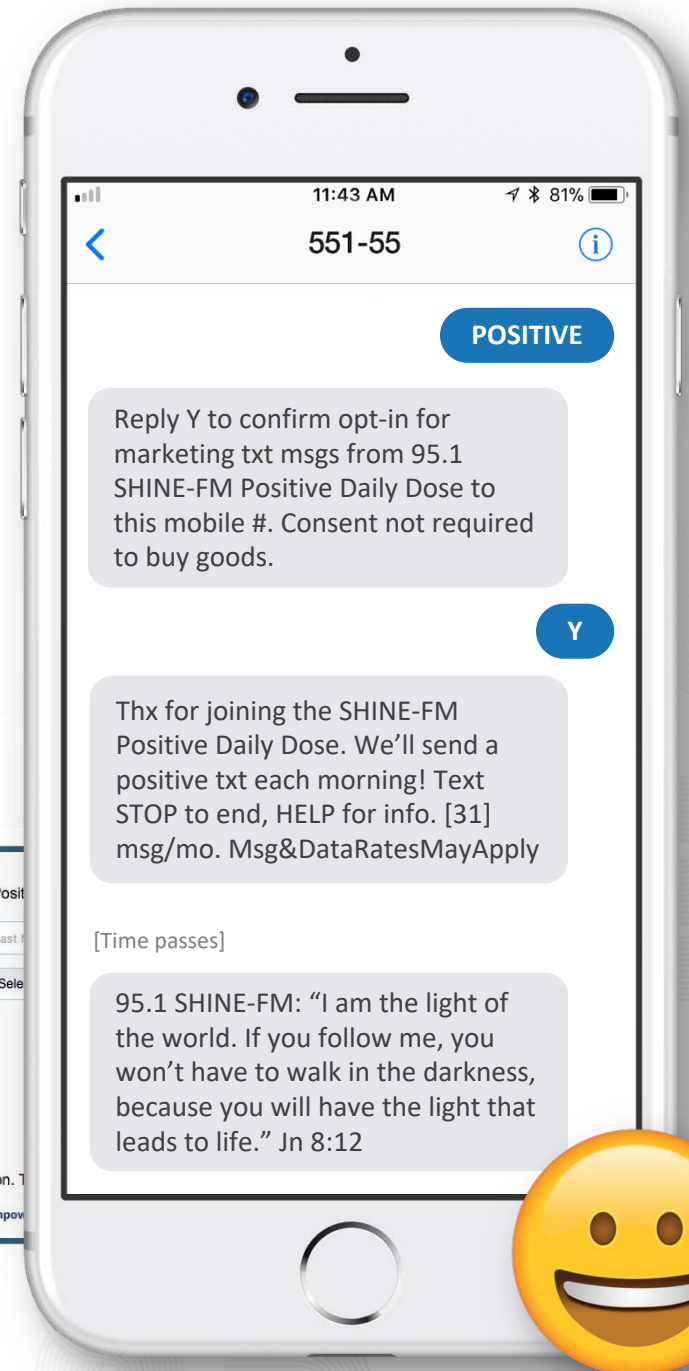 11:43 AM
81%
551-55
POSITIVE
Reply Y to confirm opt-in for
marketing txt msgs from 95.1
SHINE-FM Positive Daily Dose to
this mobile #. Consent not required
to buy goods.
Y
Thx for joining the SHINE-FM
Positive Daily Dose. We’ll send a
positive txt each morning! Text
STOP to end, HELP for info. [31]
msg/mo. Msg&DataRatesMayApply
[Time passes]
95.1 SHINE-FM: “I am the light of
the world. If you follow me, you
won’t have to walk in the darkness,
because you will have the light that
leads to life.” Jn 8:12